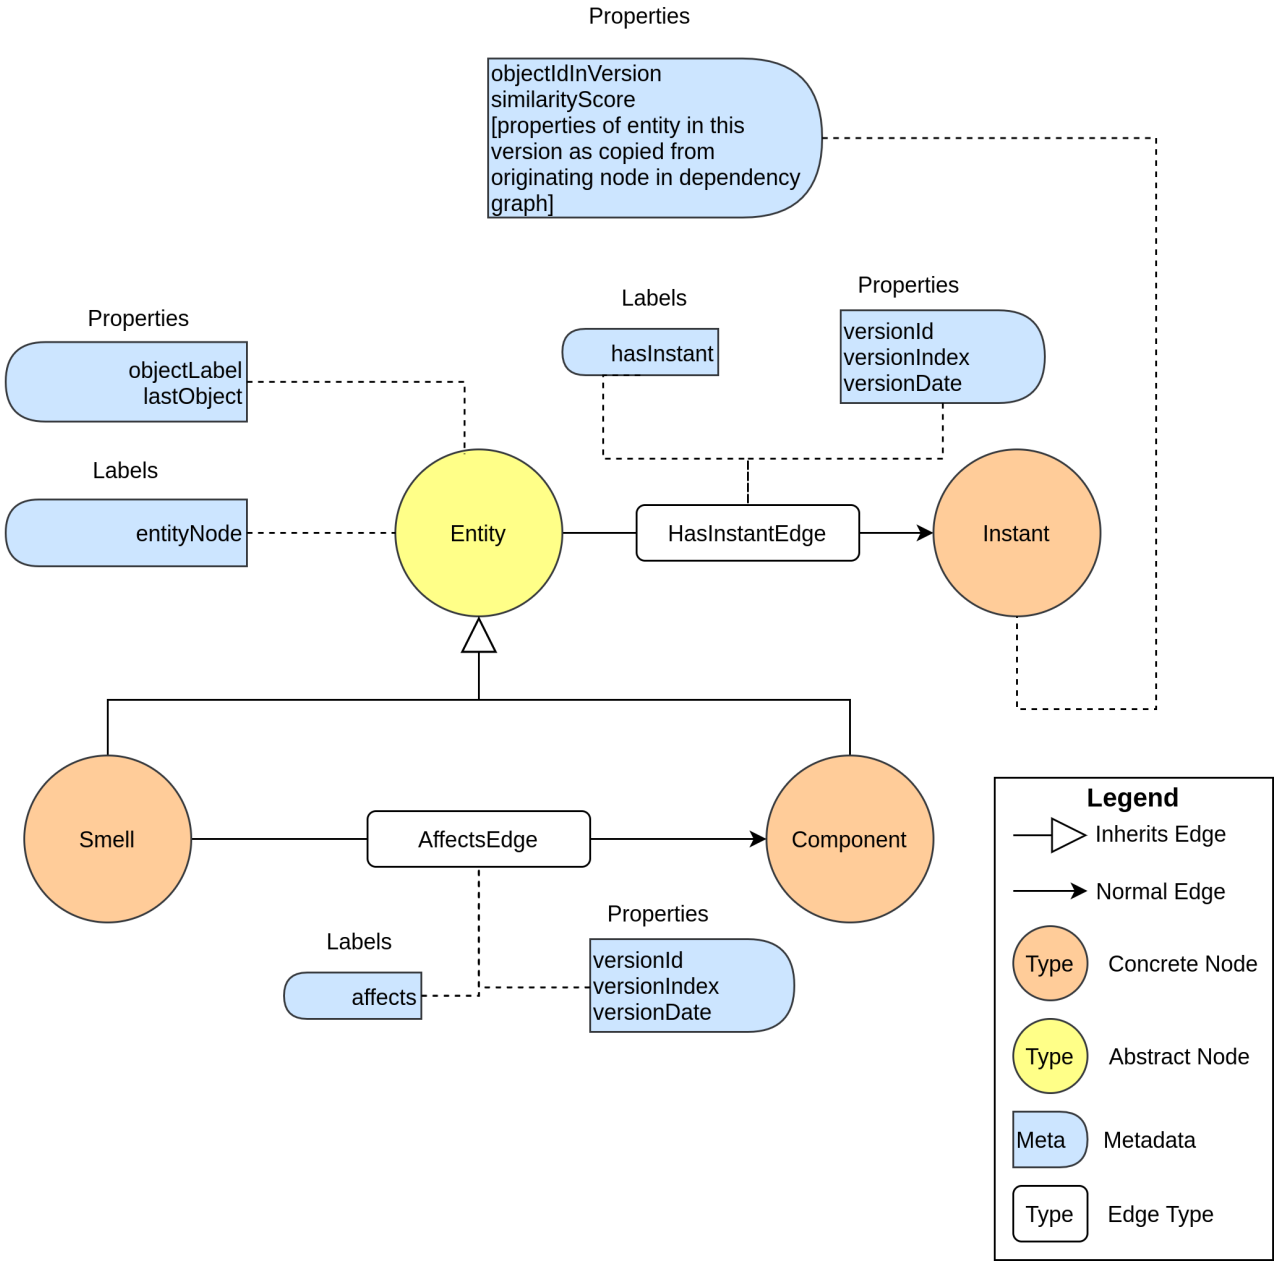 Properties
objectIdInVersion
similarityScore
[properties of entity in this
version as copied from
originating node in dependency
graph]
Labels
hasInstant
Properties
versionId
versionIndex
versionDate
Properties
objectLabel
lastObject
Labels
entityNode
Entity
HasInstantEdge
Instant
Smell
AffectsEdge
Component
Labels
affects
Properties
versionId
versionIndex
versionDate
Legend
Inherits Edge
Normal Edge
Type
Concrete Node
Type
Abstract Node
Meta
Metadata
Type
Edge Type